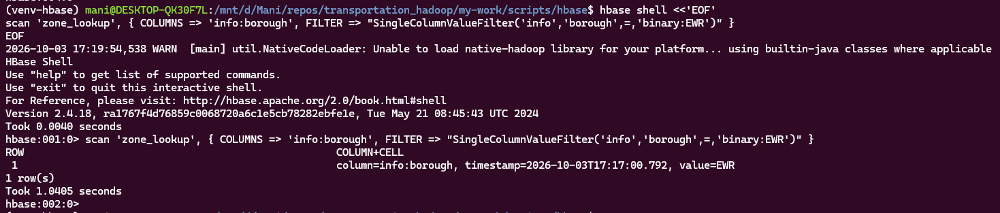 (venv-hbase) mani@DESKTOP-QK30F7L:/mnt/d/Mani/repos/transportation_hadoop/my-work/scripts/hbase$ hbase shell <<'EOF'
scan 'zone_lookup', { COLUMNS => 'info:borough', FILTER => "SingleColumnValueFilter('info','borough',=,'binary:EWR')" }
EOF
2026-10-03 17:19:54,538 WARN  [main] util.NativeCodeLoader: Unable to load native-hadoop library for your platform... using builtin-java classes where applicable
HBase Shell
Use "help" to get list of supported commands.
Use "exit" to quit this interactive shell.
For Reference, please visit: http://hbase.apache.org/2.0/book.html#shell
Version 2.4.18, ra1767f4d76859c0068720a6c1e5cb78282ebfe1e, Tue May 21 08:45:43 UTC 2024
Took 0.0040 seconds
hbase:001:0> scan 'zone_lookup', { COLUMNS => 'info:borough', FILTER => "SingleColumnValueFilter('info','borough',=,'binary:EWR')" }
ROW                                                   COLUMN+CELL
 1                                                    column=info:borough, timestamp=2026-10-03T17:17:00.792, value=EWR
1 row(s)
Took 1.0405 seconds
hbase:002:0>